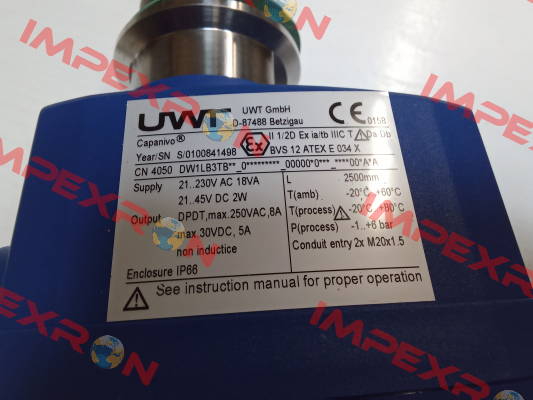 IMPEXRON
UWT
UWT GmbH
D-87488 Betzigau
CE 0158
Capanivo®
Ex
II 1/2D Ex ia/tb IIIC T ⚠ Da Db
Year/SN S/0100841498
BVS 12 ATEX E 034 X
CN 4050 DW1LB3TB**_0*********_00000*0***_****00*A*A
Supply 21..230V AC 18VA
21..45V DC 2W
Output DPDT,max.250VAC,8A
max.30VDC, 5A
non inductice
Enclosure IP66
L 2500mm
T(amb) -20°C..+60°C
T(process) ⚠ -20°C..+80°C
P(process) -1..+6 bar
Conduit entry 2x M20x1.5
⚠ See instruction manual for proper operation